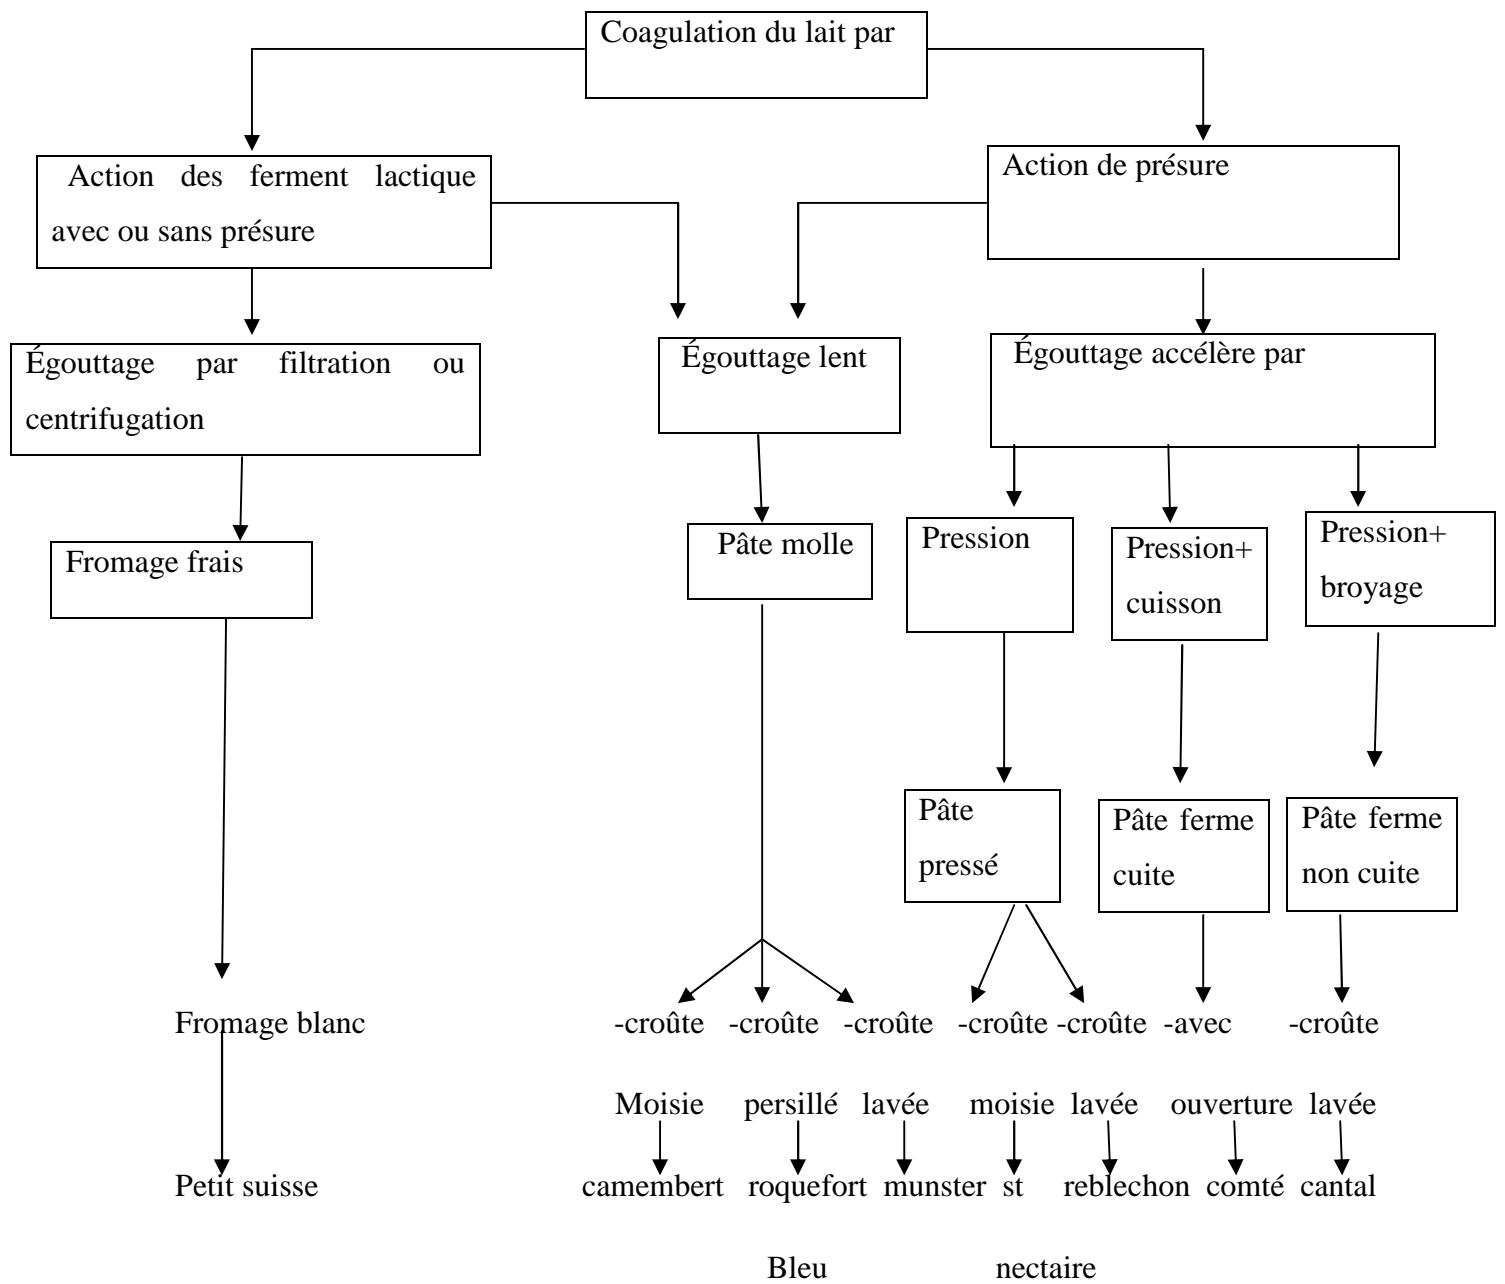 Coagulation du lait par
Action des ferment lactique
avec ou sans présure
Action de présure
Égouttage par filtration ou
centrifugation
Égouttage lent
Égouttage accélère par
Fromage frais
Pâte molle
Pression
Pression+
cuisson
Pression+
broyage
Pâte
pressé
Pâte ferme
cuite
Pâte ferme
non cuite
Fromage blanc
-croûte -croûte -croûte -croûte -croûte -avec -croûte
Moisie persillé lavée moisie lavée ouverture lavée
Petit suisse
camembert roquefort munster st reblechon comté cantal
Bleu nectaire